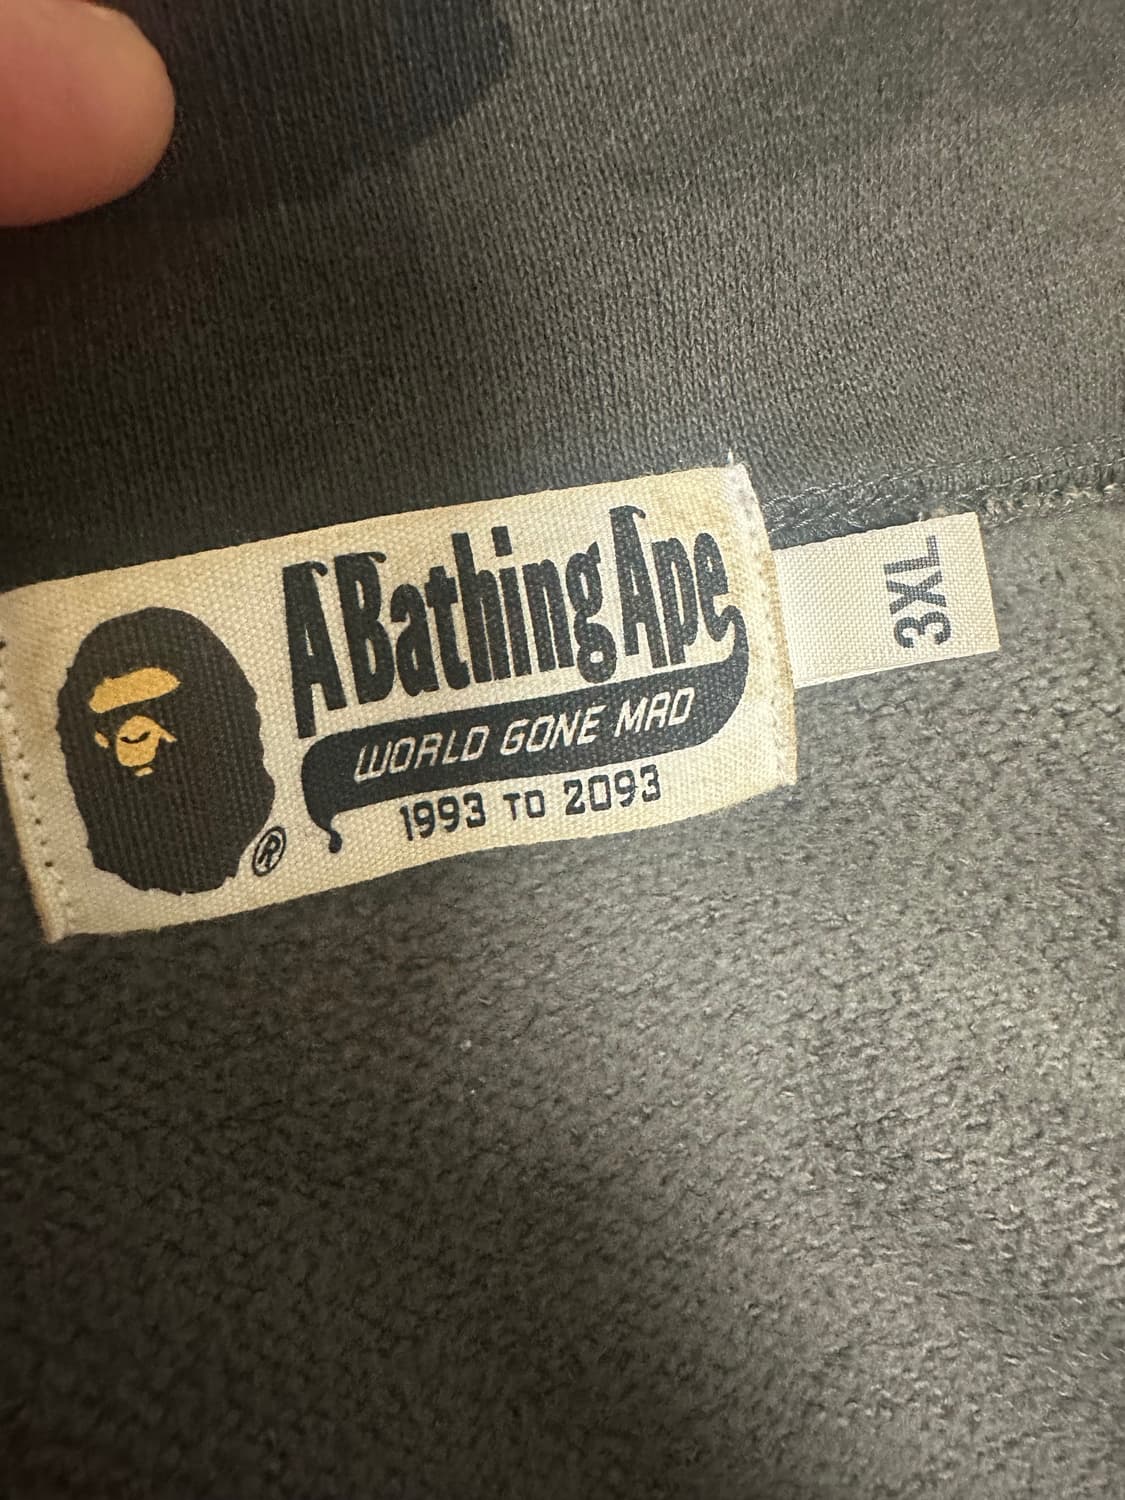 A Bathing Ape
WORLD GONE MAD
1993 TO 2093
®
3XL